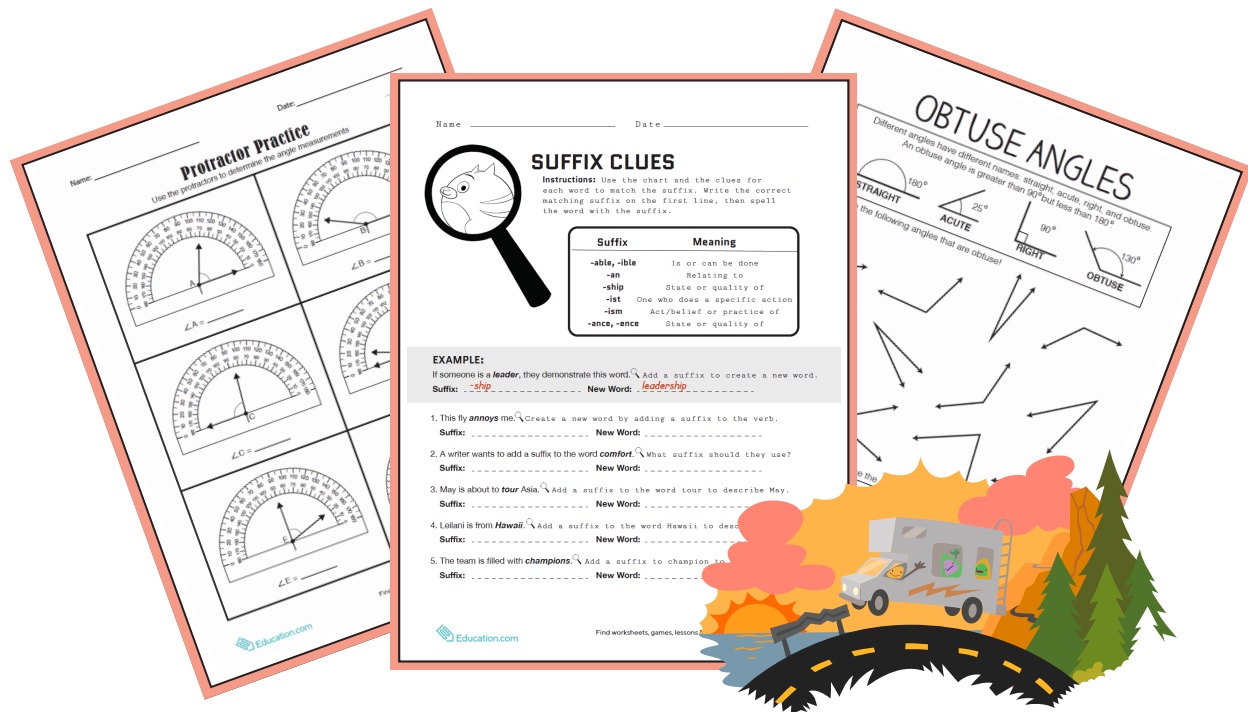 Date:
Name:
Protractor Practice
Use the protractors to determine the angle measurements
A
∠A =
B
∠B =
C
∠C =
E
∠E =
Education.com
Name
Date
SUFFIX CLUES
Instructions: Use the chart and the clues for
each word to match the suffix. Write the correct
matching suffix on the first line, then spell
the word with the suffix.
Suffix Meaning
-able, -ible Is or can be done
-an Relating to
-ship State or quality of
-ist One who does a specific action
-ism Act/belief or practice of
-ance, -ence State or quality of
EXAMPLE:
If someone is a leader, they demonstrate this word. Add a suffix to create a new word.
Suffix: -ship New Word: leadership
1. This fly annoys me. Create a new word by adding a suffix to the verb.
Suffix: New Word:
2. A writer wants to add a suffix to the word comfort. What suffix should they use?
Suffix: New Word:
3. May is about to tour Asia. Add a suffix to the word tour to describe May.
Suffix: New Word:
4. Leilani is from Hawaii. Add a suffix to the word Hawaii to desc
Suffix: New Word:
5. The team is filled with champions. Add a suffix to champion to
Suffix: New Word:
Education.com
Find worksheets, games, lessons
OBTUSE ANGLES
Different angles have different names: straight, acute, right, and obtuse.
An obtuse angle is greater than 90° but less than 180°.
180°
STRAIGHT
25°
ACUTE
90°
RIGHT
130°
OBTUSE
the following angles that are obtuse!
the